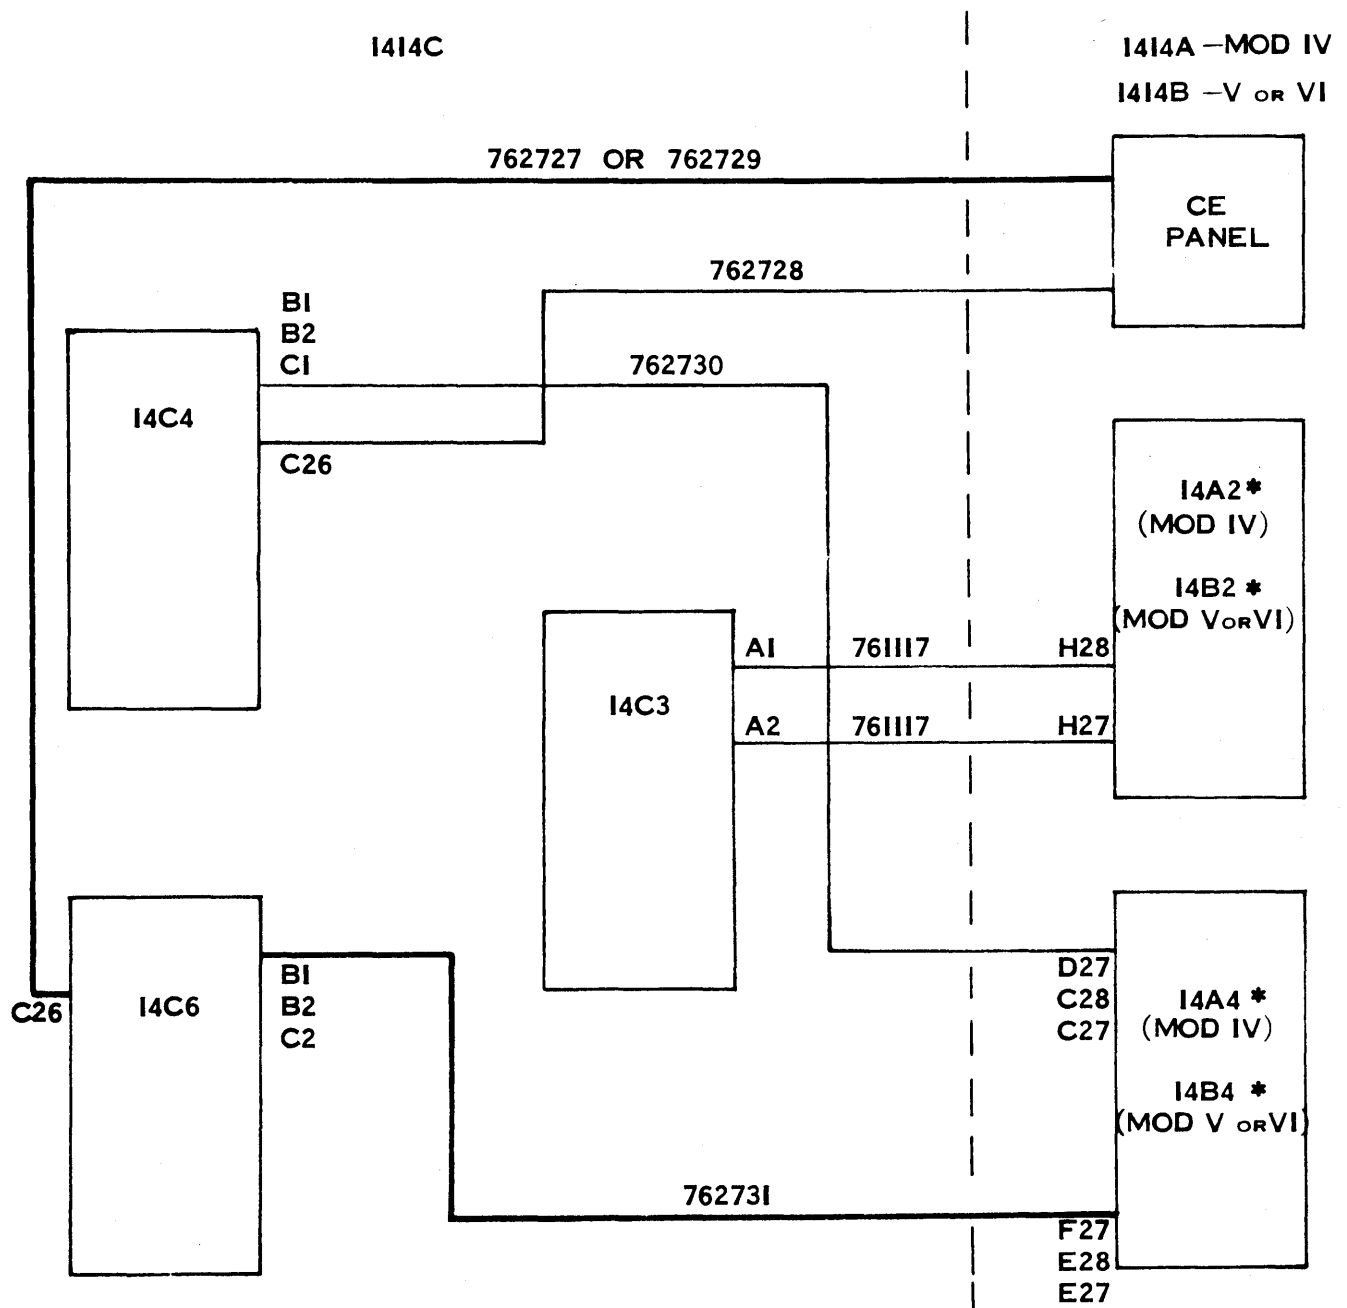 1414C
1414A – MOD IV
1414B – V OR VI
762727 OR 762729
CE
PANEL
762728
B1
B2
C1
762730
14C4
C26
14A2*
(MOD IV)
14B2*
(MOD V OR VI)
A1
761117
H28
14C3
A2
761117
H27
C26
14C6
B1
B2
C2
D27
C28
C27
14A4*
(MOD IV)
14B4*
(MOD V OR VI)
762731
F27
E28
E27